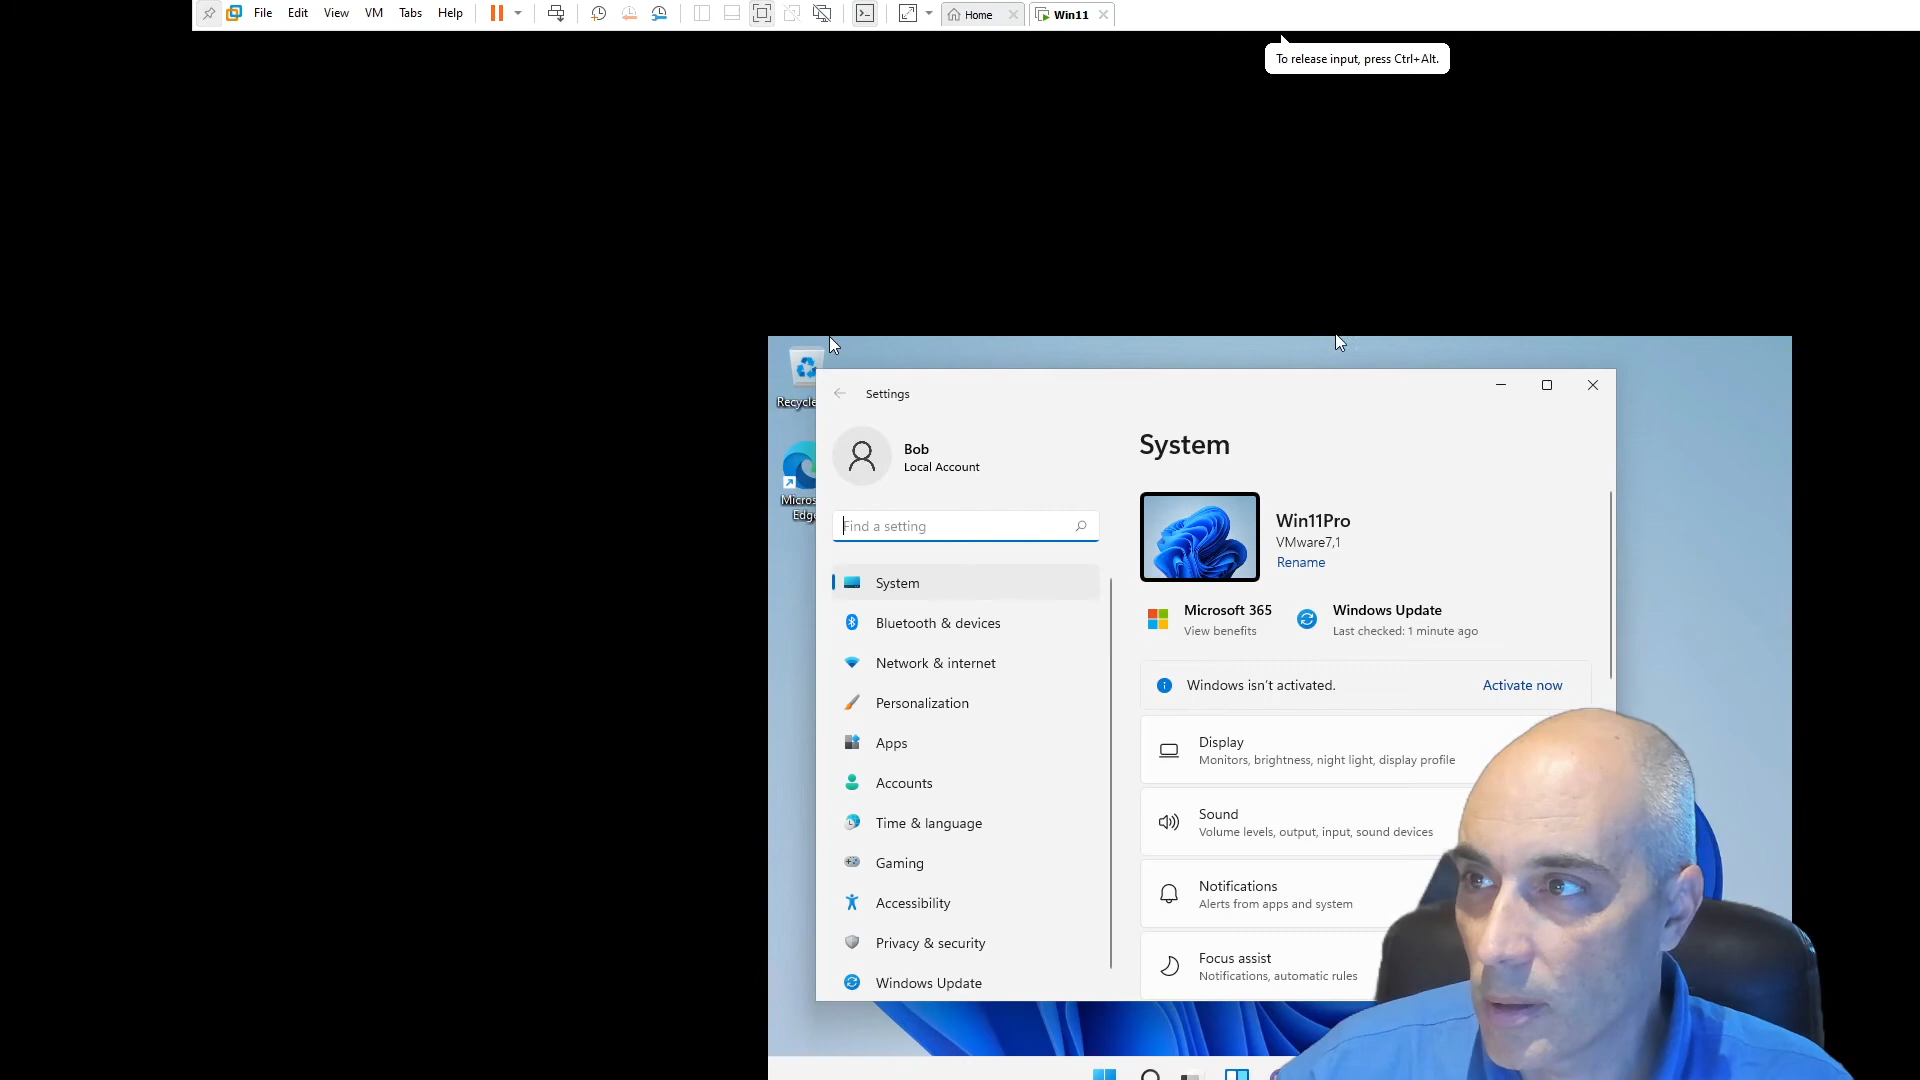 File Edit View VM Tabs Help
Home
Win11
To release input, press Ctrl+Alt.
Recycle
Micros
Edge
Settings
Bob
Local Account
Find a setting
System
Bluetooth & devices
Network & internet
Personalization
Apps
Accounts
Time & language
Gaming
Accessibility
Privacy & security
Windows Update
System
Win11Pro
VMware7,1
Rename
Microsoft 365
View benefits
Windows Update
Last checked: 1 minute ago
Windows isn't activated.
Activate now
Display
Monitors, brightness, night light, display profile
Sound
Volume levels, output, input, sound devices
Notifications
Alerts from apps and system
Focus assist
Notifications, automatic rules